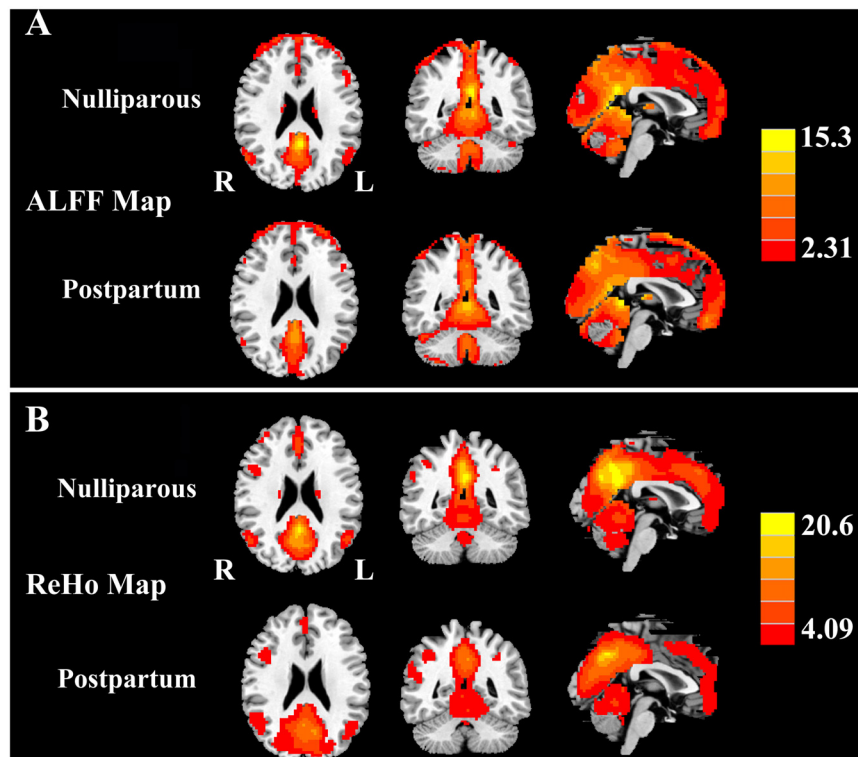 A
Nulliparous
R
L
ALFF Map
Postpartum
15.3
2.31
B
Nulliparous
R
L
ReHo Map
Postpartum
20.6
4.09